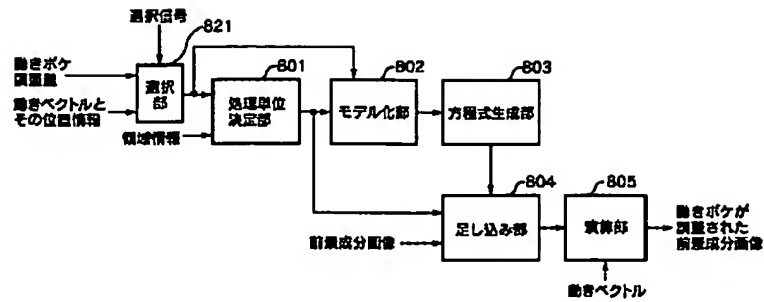 選択信号
821
動きボケ
調整量
動きベクトルと
その位置情報
選択
部
801
処理単位
決定部
領域情報
802
モデル化部
803
方程式生成部
804
足し込み部
前景成分画像
805
演算部
動きベクトル
動きボケが
調整された
前景成分画像